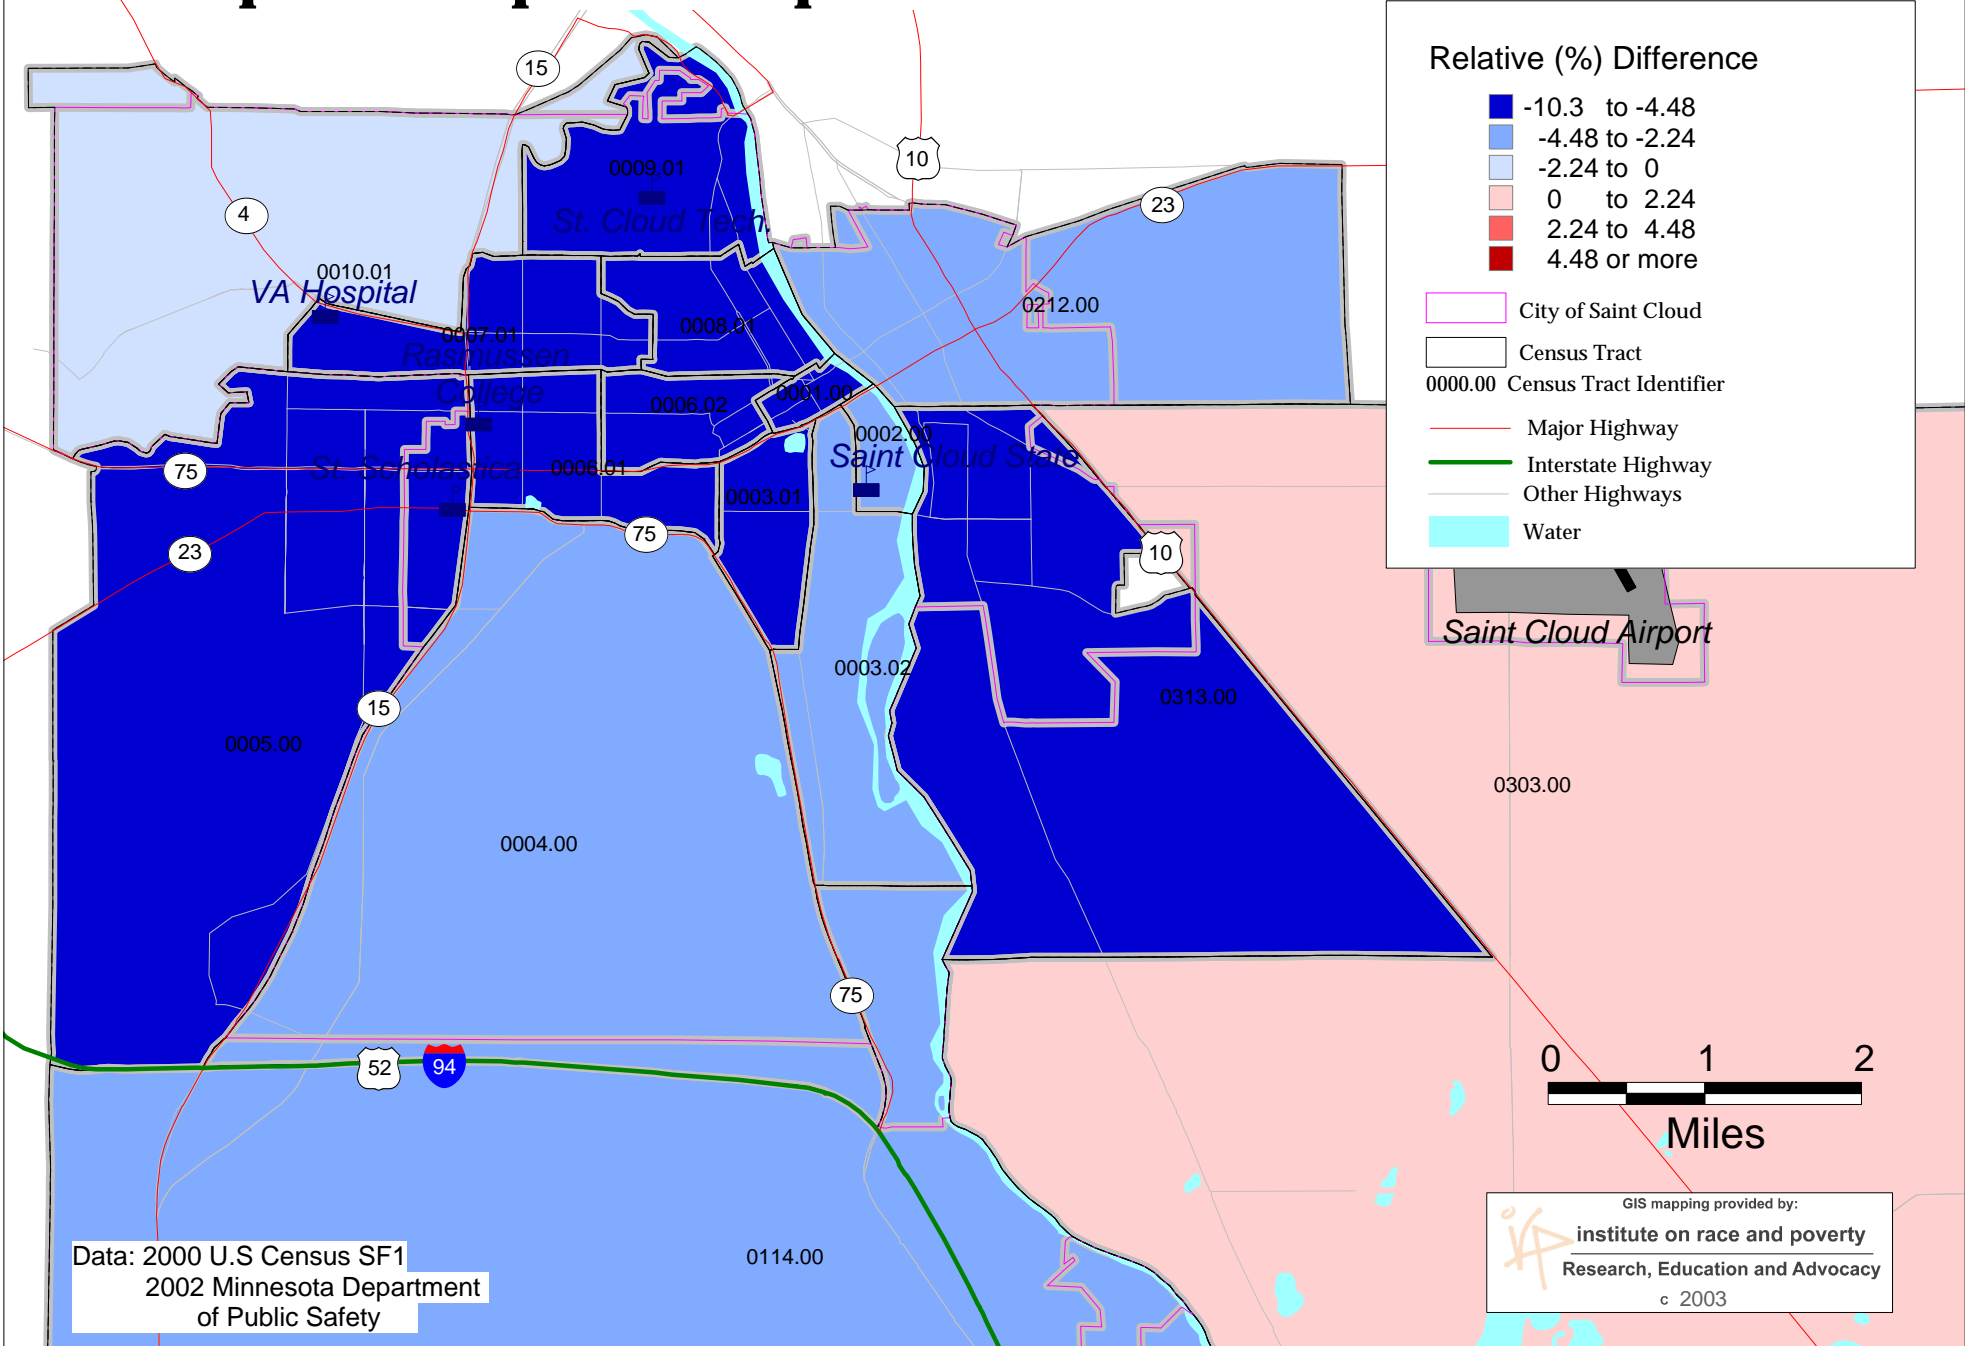 Relative (%) Difference
-10.3 to -4.48
-4.48 to -2.24
-2.24 to 0
0 to 2.24
2.24 to 4.48
4.48 or more
City of Saint Cloud
Census Tract
0000.00 Census Tract Identifier
Major Highway
Interstate Highway
Other Highways
Water
15
10
4
23
0009.01
St. Cloud Tech.
0010.01
VA Hospital
0212.00
0007.01
0008.01
Rasmussen
College
0001.00
0006.02
0002.00
Saint Cloud State
75
St. Scholastica
0006.01
0003.01
23
75
10
Saint Cloud Airport
0003.02
0313.00
15
0005.00
0303.00
0004.00
75
52
94
0 1 2
Miles
0114.00
Data: 2000 U.S Census SF1
2002 Minnesota Department
of Public Safety
GIS mapping provided by:
institute on race and poverty
Research, Education and Advocacy
c 2003